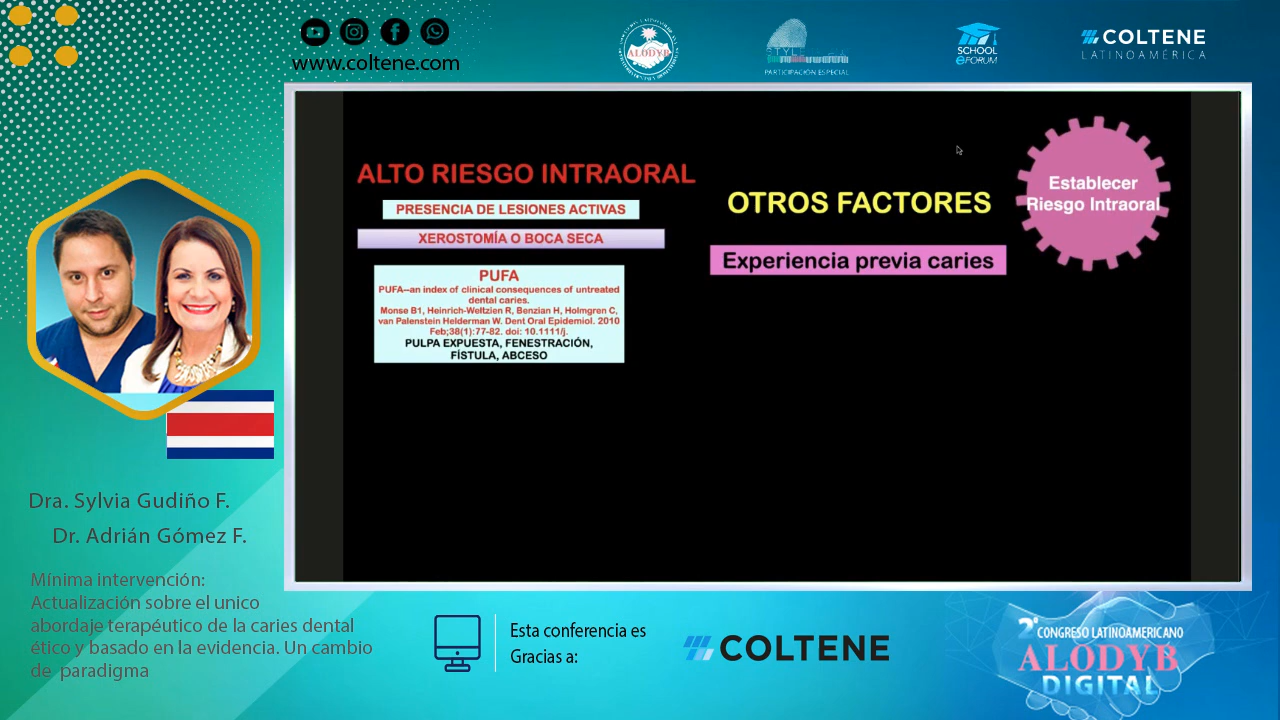 www.coltene.com
ALODYB
PARTICIPACIÓN ESPECIAL
SCHOOL
eFORUM
COLTENE
LATINOAMÉRICA
ALTO RIESGO INTRAORAL
PRESENCIA DE LESIONES ACTIVAS
XEROSTOMÍA O BOCA SECA
PUFA
PUFA—an index of clinical consequences of untreated
dental caries.
Monse B1, Heinrich-Weltzien R, Benzian H, Holmgren C,
van Palenstein Helderman W. Dent Oral Epidemiol. 2010
Feb;38(1):77-82. doi: 10.1111/j.
PULPA EXPUESTA, FENESTRACIÓN,
FÍSTULA, ABCESO
OTROS FACTORES
Experiencia previa caries
Establecer
Riesgo Intraoral
Dra. Sylvia Gudiño F.
Dr. Adrián Gómez F.
Mínima intervención:
Actualización sobre el unico
abordaje terapéutico de la caries dental
ético y basado en la evidencia. Un cambio
de paradigma
Esta conferencia es
Gracias a:
COLTENE
2° CONGRESO LATINOAMERICANO
ALODYB
DIGITAL